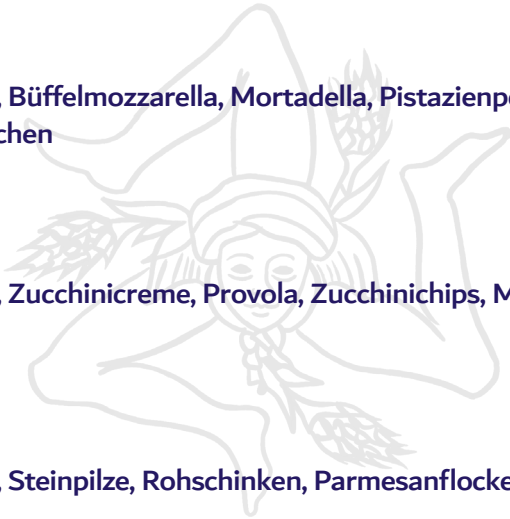 , Büffelmozzarella, Mortadella, Pistazienp
chen
, Zucchinicreme, Provola, Zucchinichips, M
, Steinpilze, Rohschinken, Parmesanflocke